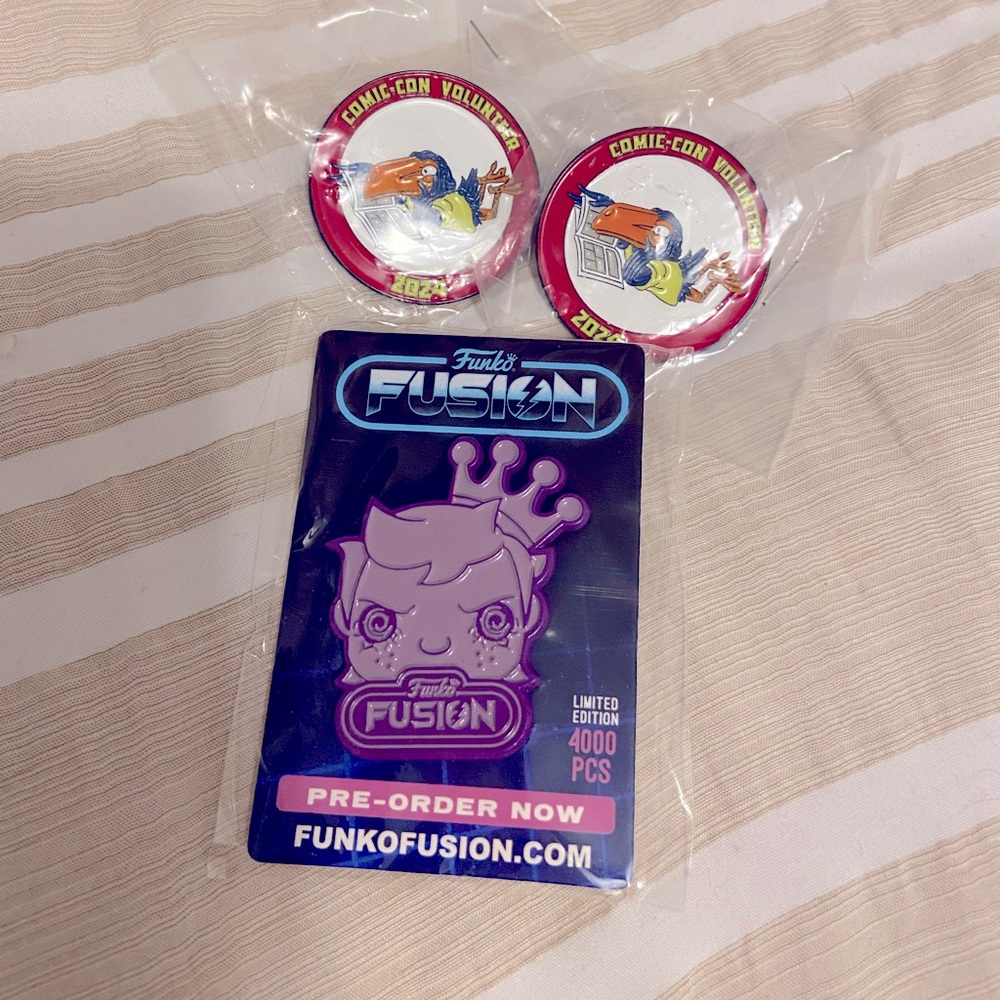 COMIC-CON VOLUNTEER
2024
COMIC-CON VOLUNTEER
2024
Funko
FUSION
Funko
FUSION
LIMITED
EDITION
4000
PCS
PRE-ORDER NOW
FUNKOFUSION.COM